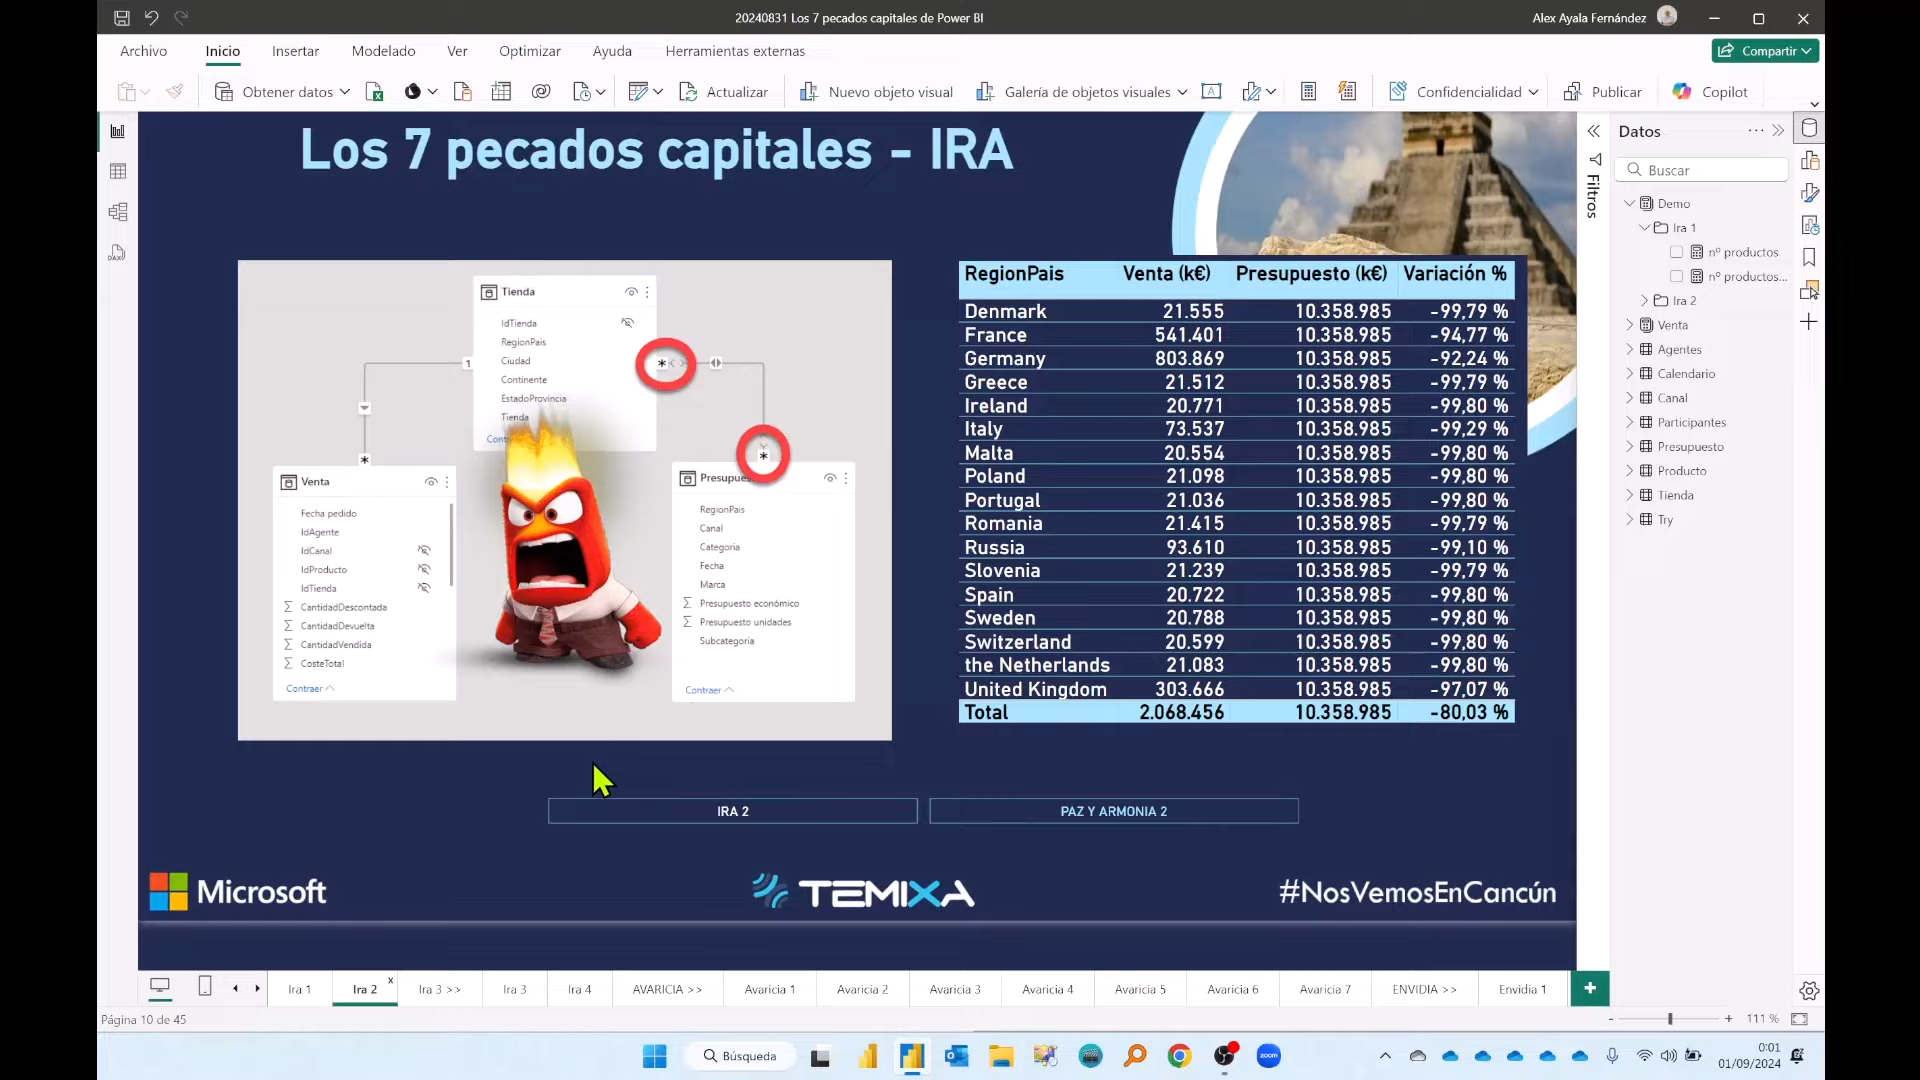 20240831 Los 7 pecados capitales de Power BI
Alex Ayala Fernández
Archivo
Inicio
Insertar
Modelado
Ver
Optimizar
Ayuda
Herramientas externas
Compartir
Obtener datos
Actualizar
Nuevo objeto visual
Galería de objetos visuales
Confidencialidad
Publicar
Copilot
Los 7 pecados capitales - IRA
Tienda
IdTienda
RegionPais
Ciudad
Continente
EstadoProvincia
Tienda
1
*
*
*
Venta
Fecha pedido
IdAgente
IdCanal
IdProducto
IdTienda
CantidadDescontada
CantidadDevuelta
CantidadVendida
CosteTotal
Contraer
RegionPais
Canal
Categoria
Fecha
Marca
Presupuesto económico
Presupuesto unidades
Subcategoria
Contraer
RegionPais Venta (k€) Presupuesto (k€) Variación %
Denmark 21.555 10.358.985 -99,79 %
France 541.401 10.358.985 -94,77 %
Germany 803.869 10.358.985 -92,24 %
Greece 21.512 10.358.985 -99,79 %
Ireland 20.771 10.358.985 -99,80 %
Italy 73.537 10.358.985 -99,29 %
Malta 20.554 10.358.985 -99,80 %
Poland 21.098 10.358.985 -99,80 %
Portugal 21.036 10.358.985 -99,80 %
Romania 21.415 10.358.985 -99,79 %
Russia 93.610 10.358.985 -99,10 %
Slovenia 21.239 10.358.985 -99,79 %
Spain 20.722 10.358.985 -99,80 %
Sweden 20.788 10.358.985 -99,80 %
Switzerland 20.599 10.358.985 -99,80 %
the Netherlands 21.083 10.358.985 -99,80 %
United Kingdom 303.666 10.358.985 -97,07 %
Total 2.068.456 10.358.985 -80,03 %
IRA 2
PAZ Y ARMONIA 2
Microsoft
TEMIXA
#NosVemosEnCancún
Filtros
Datos
Buscar
Demo
Ira 1
nº productos
nº productos...
Ira 2
Venta
Agentes
Calendario
Canal
Participantes
Presupuesto
Producto
Tienda
Try
Ira 1
Ira 2
x
Ira 3 >>
Ira 3
Ira 4
AVARICIA >>
Avaricia 1
Avaricia 2
Avaricia 3
Avaricia 4
Avaricia 5
Avaricia 6
Avaricia 7
ENVIDIA >>
Envidia 1
+
Página 10 de 45
- + 111 %
Búsqueda
zoom
0:01
01/09/2024